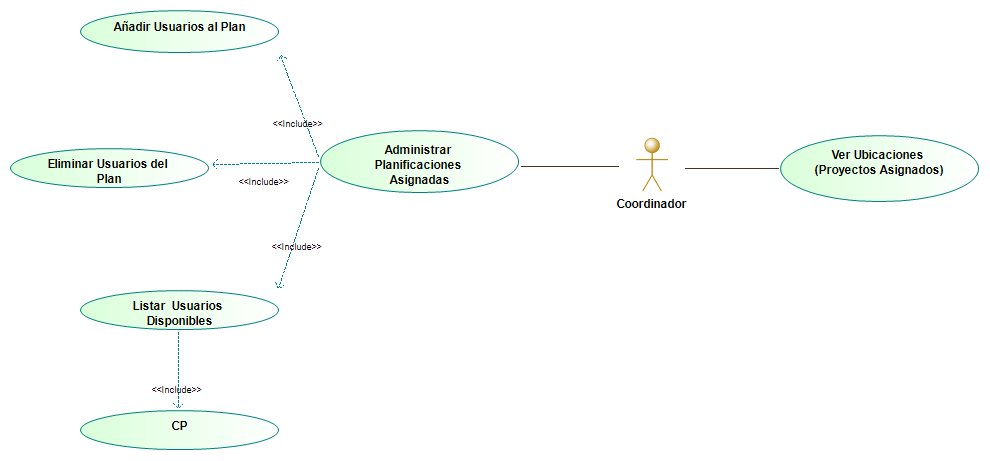 Añadir Usuarios al Plan
<<Include>>
Administrar
Planificaciones
Asignadas
Ver Ubicaciones
(Proyectos Asignados)
Eliminar Usuarios del
Plan
<<Include>>
Coordinador
<<Include>>
Listar  Usuarios
Disponibles
<<Include>>
CP